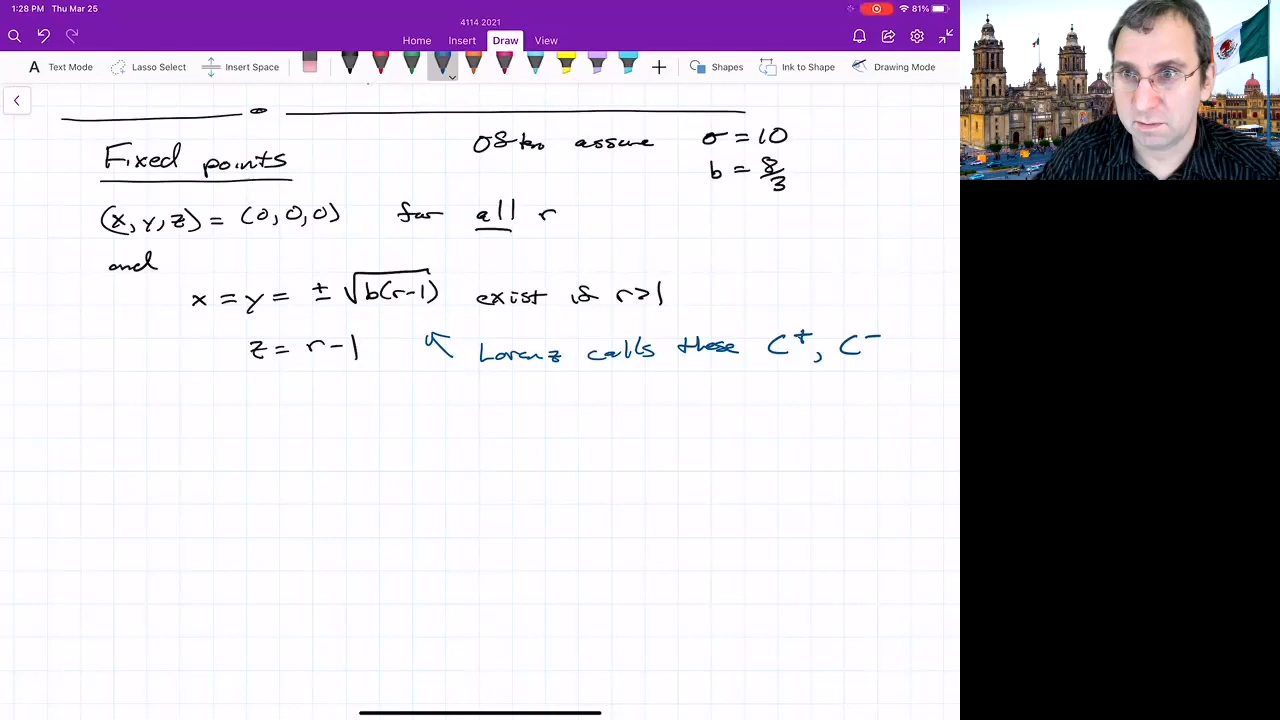 1:28 PM Thu Mar 25
81%
4114 2021
Home Insert Draw View
Text Mode Lasso Select Insert Space Shapes Ink to Shape Drawing Mode
often assume σ = 10
Fixed points
b = 8/3
(x, y, z) = (0, 0, 0) for all r
and
x = y = ± √b(r-1) exist if r>1
z = r-1 Lorenz calls these C⁺, C⁻